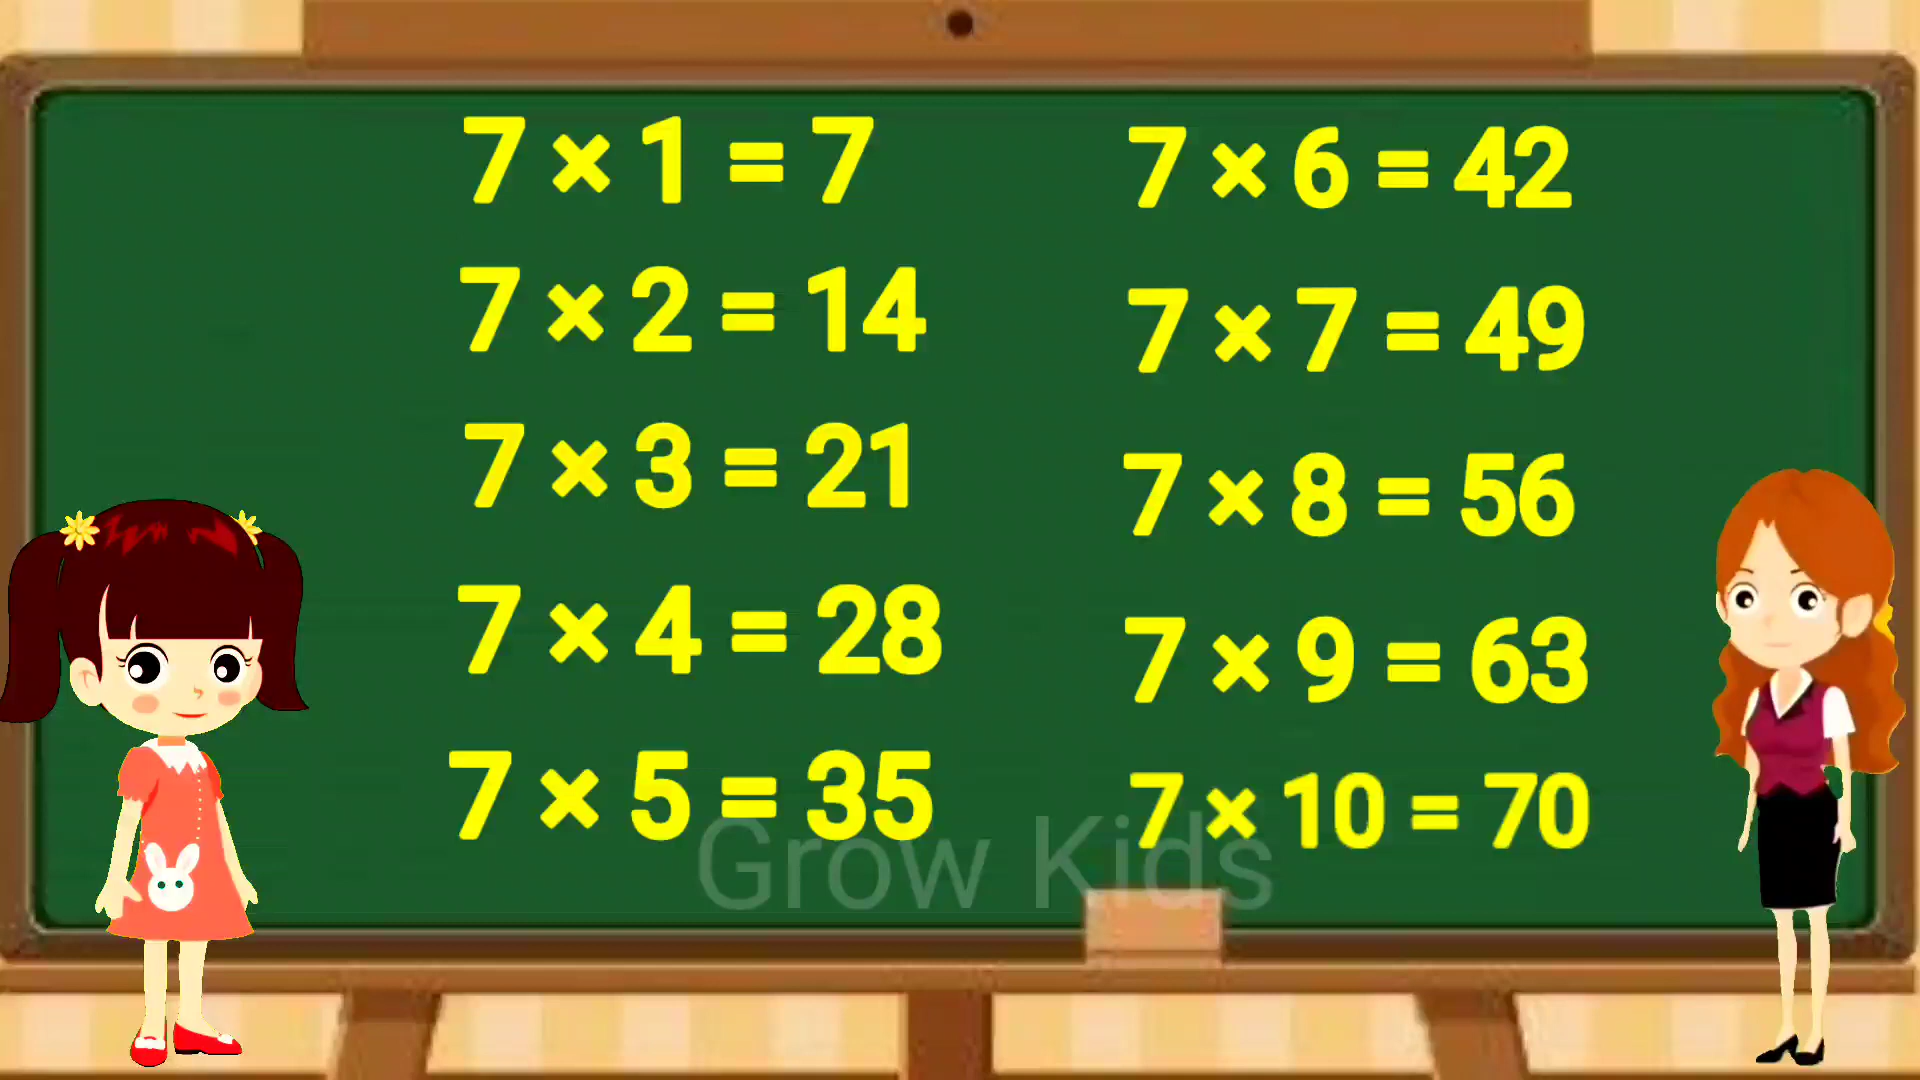 7 × 1 = 7
7 × 2 = 14
7 × 3 = 21
7 × 4 = 28
7 × 5 = 35
7 × 6 = 42
7 × 7 = 49
7 × 8 = 56
7 × 9 = 63
7 × 10 = 70
Grow Kids